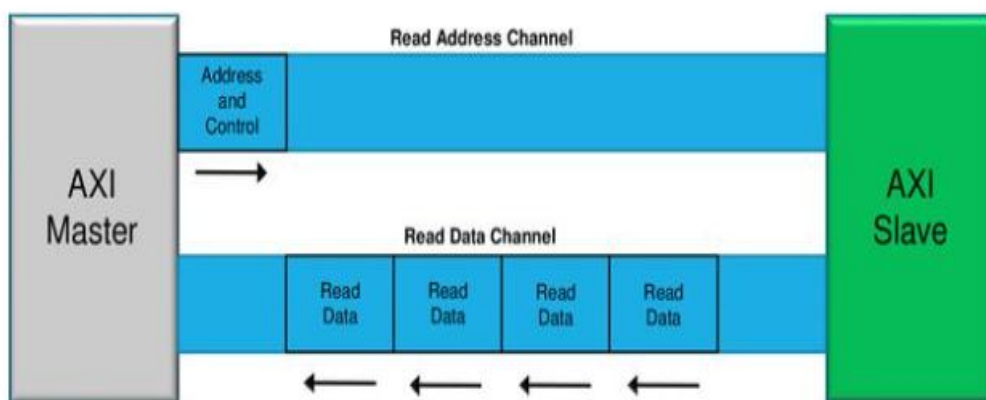 Read Address Channel
Address
and
Control
AXI
Master
AXI
Slave
Read Data Channel
Read
Data
Read
Data
Read
Data
Read
Data